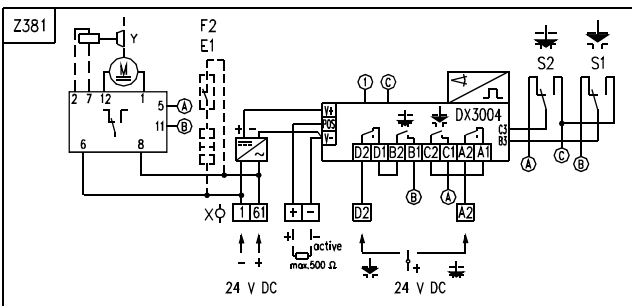 Z381
F2
E1
Y
M
2 7 12 1
5 A
11 B
6 8
+ -
1 C
V+
POS
V-
DX3004
C3
B3
D2 D1 B2 B1 C2 C1 A2 A1
S2 S1
A C B
B A
X 1 61
+ -
D2 A2
- +
+ - active
max.500 Ω
+
24 V DC
24 V DC